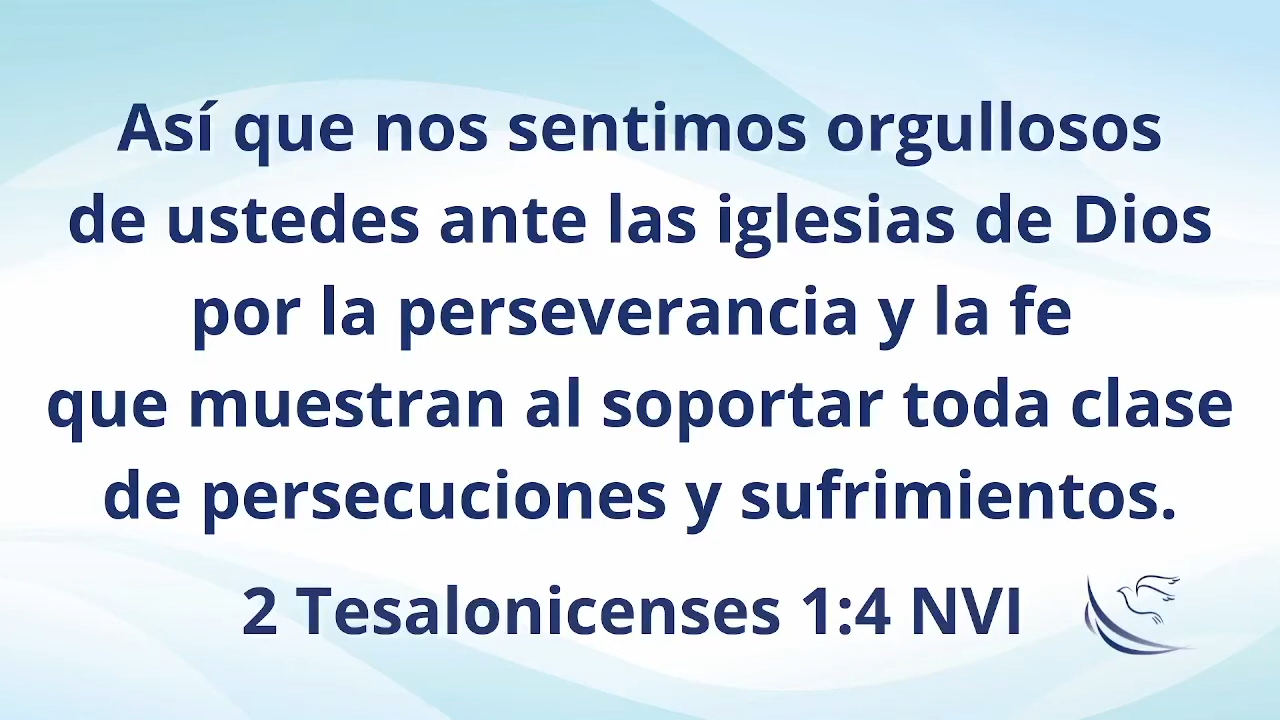 Así que nos sentimos orgullosos
de ustedes ante las iglesias de Dios
por la perseverancia y la fe
que muestran al soportar toda clase
de persecuciones y sufrimientos.
2 Tesalonicenses 1:4 NVI